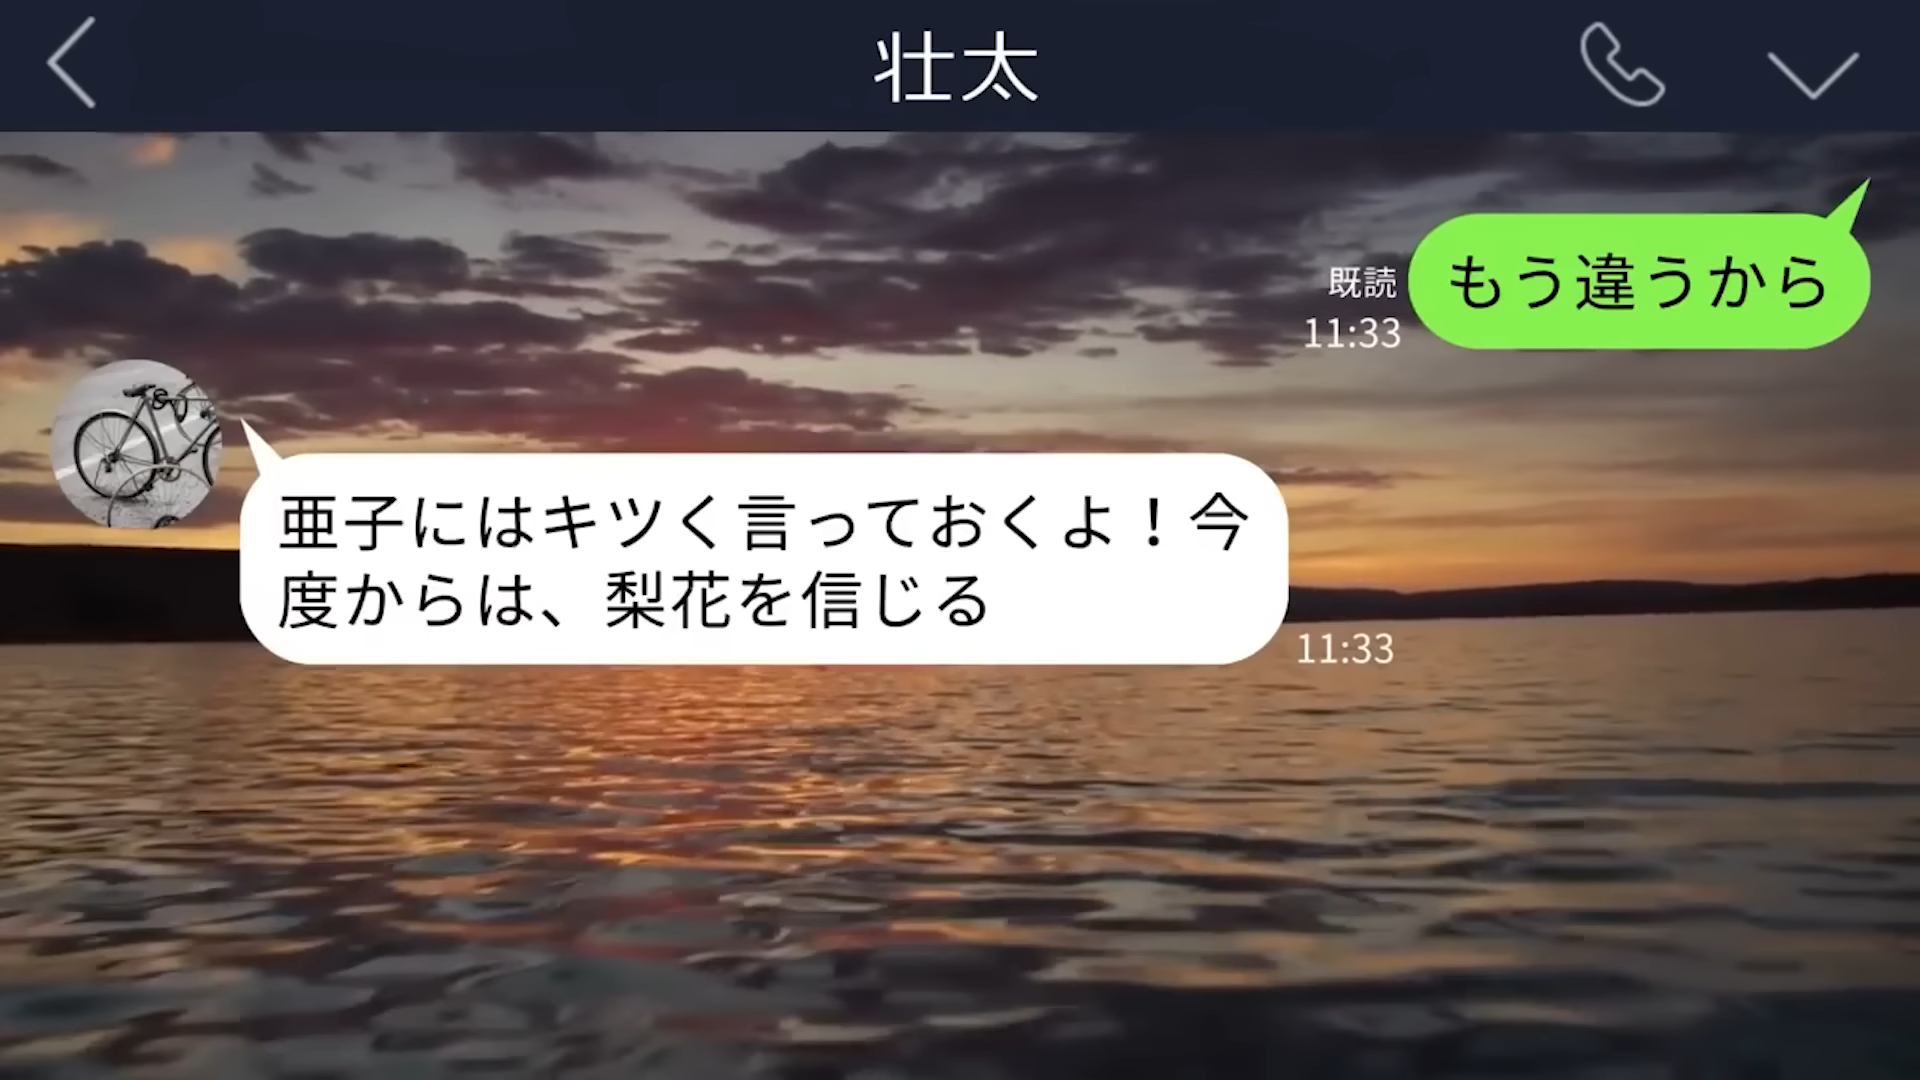 壮太
もう違うから
既読
11:33
亜子にはキツく言っておくよ！今
度からは、梨花を信じる
11:33